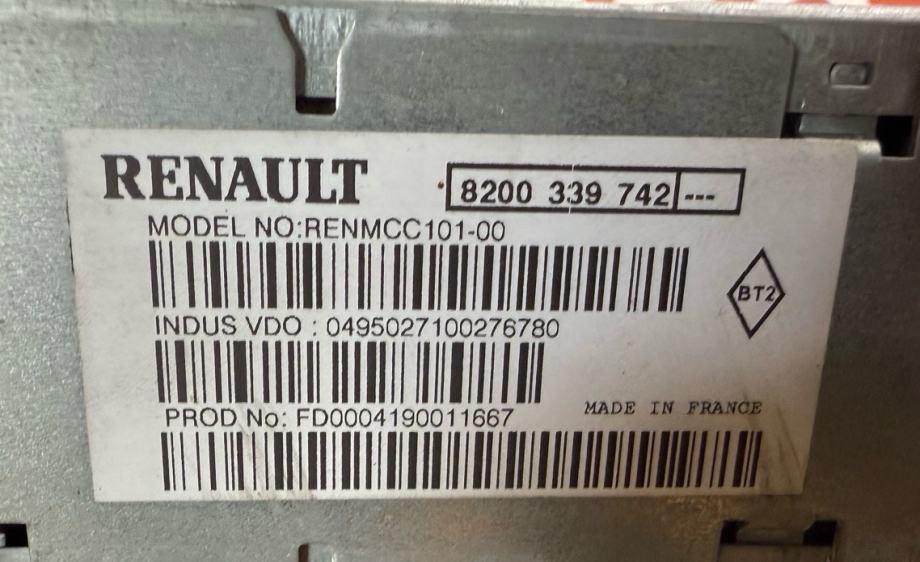 RENAULT
8200 339 742 ---
MODEL NO:RENMCC101-00
BT2
INDUS VDO : 0495027100276780
PROD No: FD0004190011667
MADE IN FRANCE